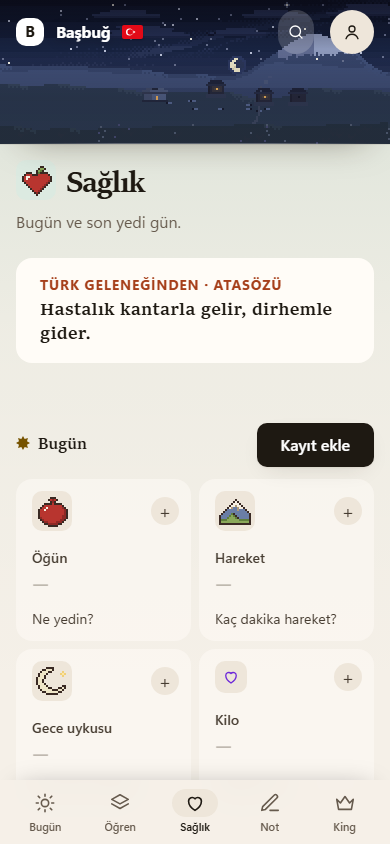 B Başbuğ
Sağlık
Bugün ve son yedi gün.
TÜRK GELENEĞİNDEN · ATASÖZÜ
Hastalık kantarla gelir, dirhemle
gider.
Bugün
Kayıt ekle
Öğün
—
Ne yedin?
Hareket
—
Kaç dakika hareket?
Gece uykusu
—
Kilo
—
Bugün
Öğren
Sağlık
Not
King